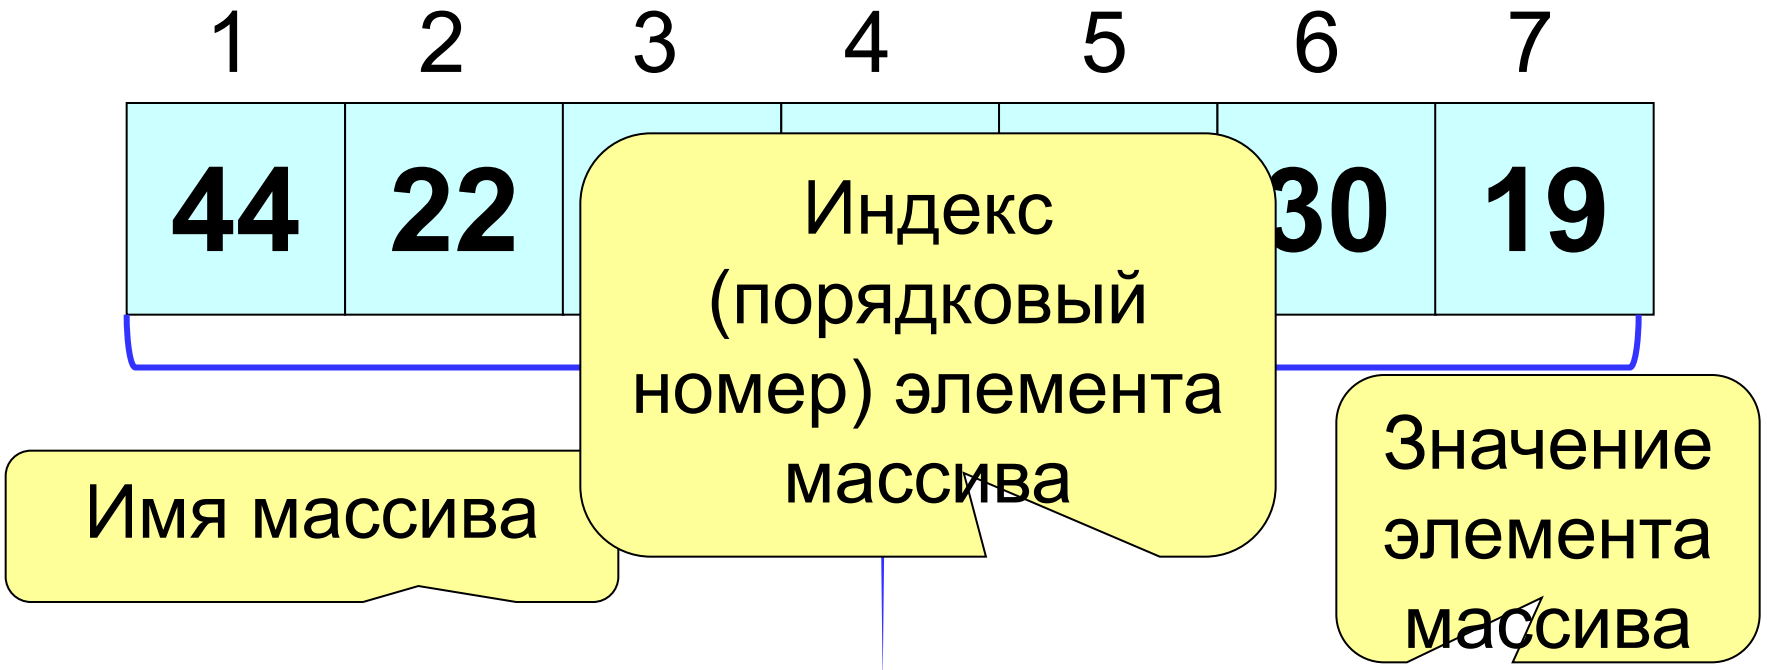 1 2 3 4 5 6 7
44 22 30 19
Индекс
(порядковый
номер) элемента
массива
Имя массива
Значение
элемента
массива